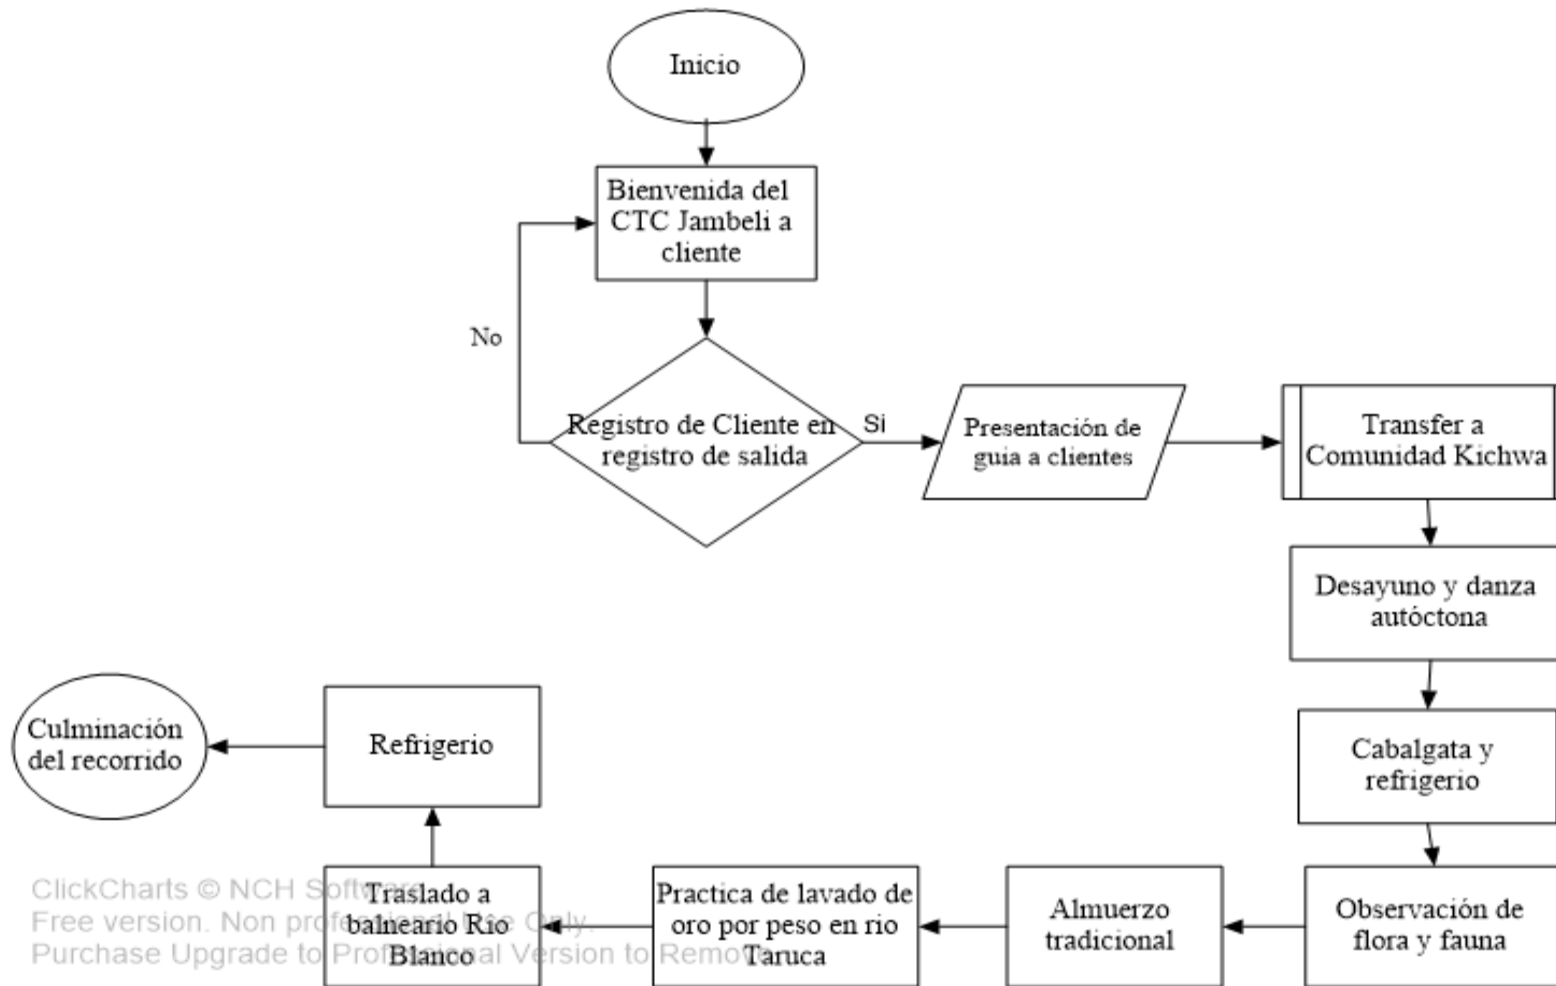 Inicio
Bienvenida del
CTC Jambeli a
cliente
No
Registro de Cliente en
registro de salida
Si
Presentación de
guia a clientes
Transfer a
Comunidad Kichwa
Desayuno y danza
autóctona
Cabalgata y
refrigerio
Observación de
flora y fauna
Almuerzo
tradicional
Practica de lavado de
oro por peso en rio
Taruca
Traslado a
balneario Rio
Blanco
Refrigerio
Culminación
del recorrido
ClickCharts © NCH Software
Free version. Non professional Use Only.
Purchase Upgrade to Professional Version to Remove